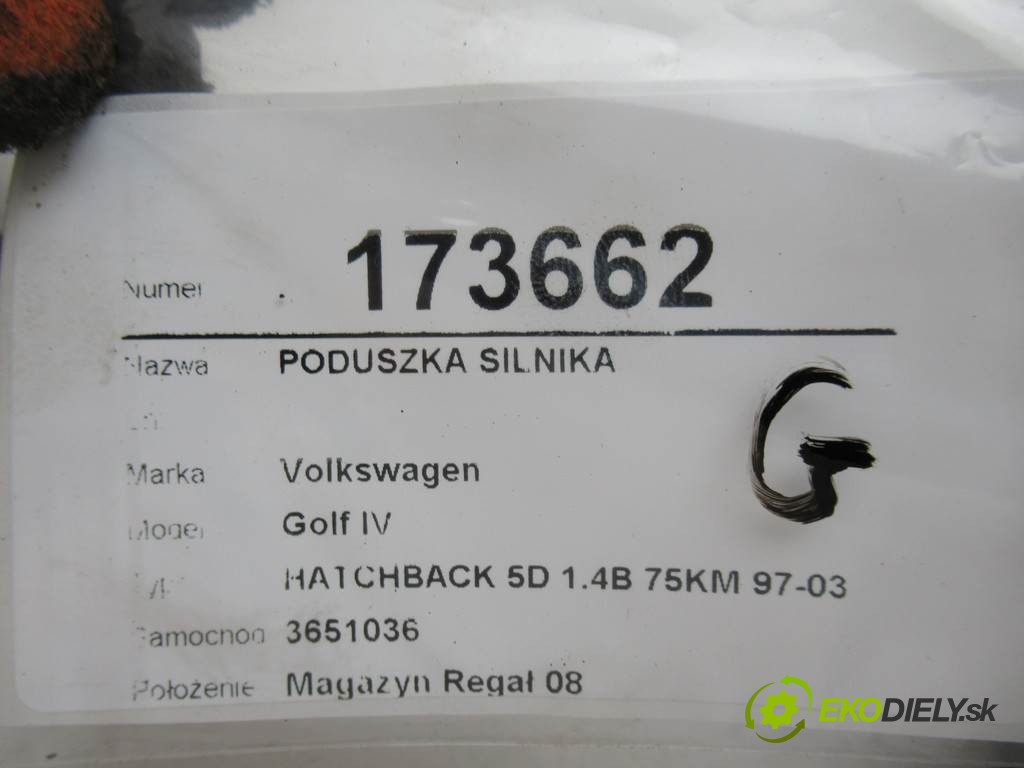 Numer 173662
Nazwa PODUSZKA SILNIKA
G
Marka Volkswagen
Model Golf IV
HATCHBACK 5D 1.4B 75KM 97-03
Samochod 3651036
Położenie Magazyn Regał 08
EKODIELY.sk